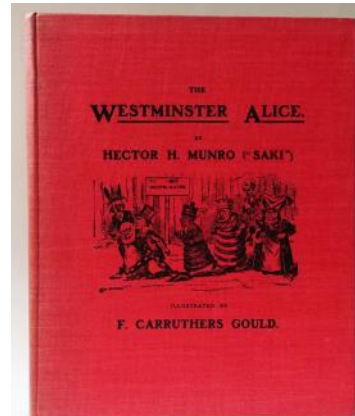 THE
WESTMINSTER ALICE.
BY
HECTOR H. MUNRO ("SAKI")
ILLUSTRATED BY
F. CARRUTHERS GOULD.